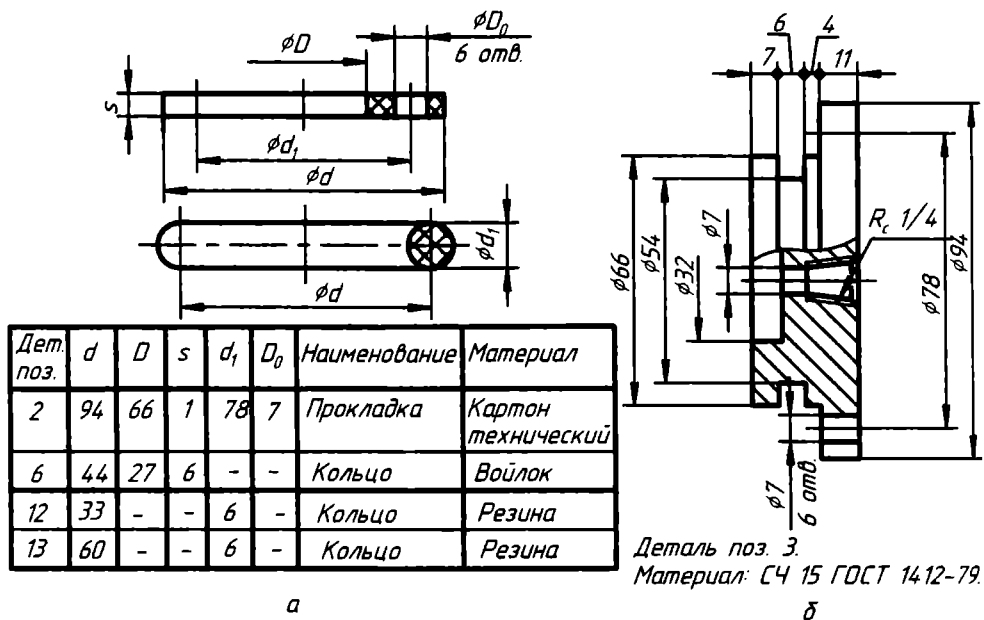 φD
φD₀
6 отв.
s
φd₁
φd
φd₁
φd
Дет. поз. d D s d₁ D₀ Наименование Материал
2 94 66 1 78 7 Прокладка Картон технический
6 44 27 6 - - Кольцо Войлок
12 33 - - 6 - Кольцо Резина
13 60 - - 6 - Кольцо Резина
а
6 4
7 11
φ66
φ54
φ32
φ7
R_c 1/4
φ78
φ94
φ7
6 отв.
Деталь поз. 3.
Материал: СЧ 15 ГОСТ 1412-79.
б